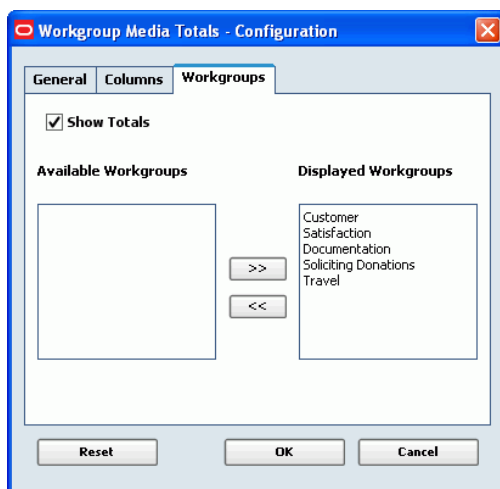 Workgroup Media Totals - Configuration
General Columns Workgroups
Show Totals
Available Workgroups Displayed Workgroups
Customer
Satisfaction
Documentation
Soliciting Donations
Travel
>>
<<
Reset OK Cancel